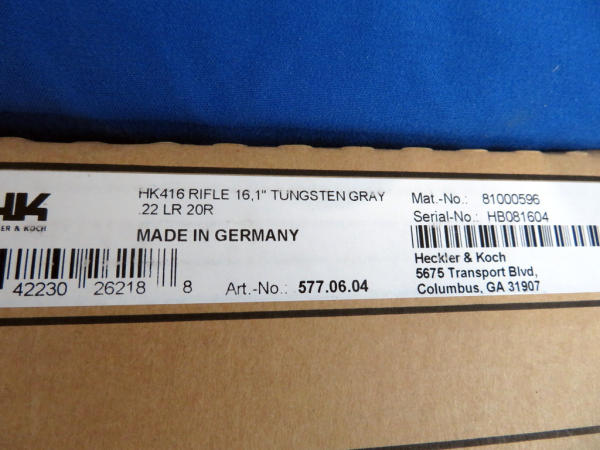 HK
LER & KOCH
HK416 RIFLE 16,1" TUNGSTEN GRAY
.22 LR 20R
MADE IN GERMANY
42230 26218 8
Art.-No.: 577.06.04
Mat.-No.: 81000596
Serial-No.: HB081604
Heckler & Koch
5675 Transport Blvd,
Columbus, GA 31907